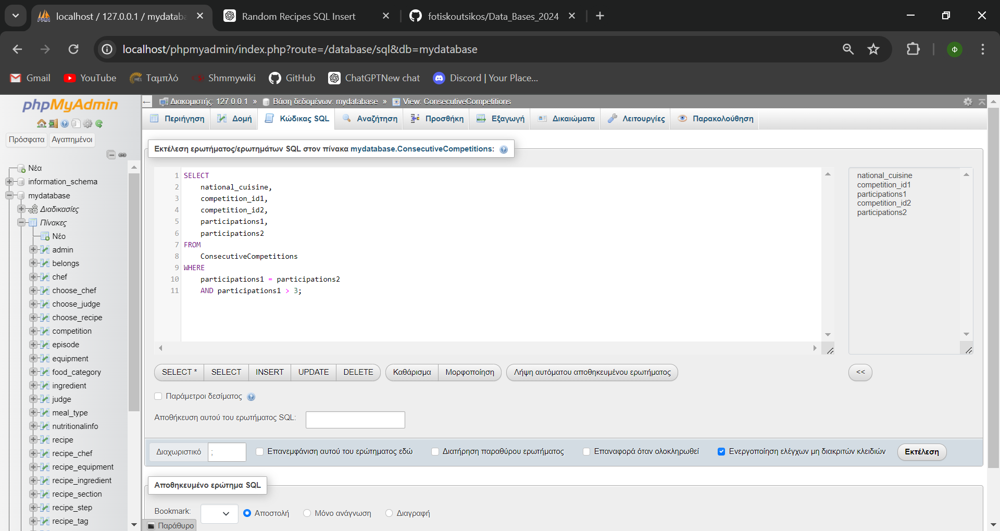 localhost / 127.0.0.1 / mydataba
Random Recipes SQL Insert
fotiskoutsikos/Data_Bases_2024
localhost/phpmyadmin/index.php?route=/database/sql&db=mydatabase
Φ
Gmail
YouTube
Ταμπλό
Shmmywiki
GitHub
ChatGPTNew chat
Discord | Your Place...
phpMyAdmin
Πρόσφατα
Αγαπημένοι
Νέα
information_schema
mydatabase
Διαδικασίες
Πίνακες
Νέο
admin
belongs
chef
choose_chef
choose_judge
choose_recipe
competition
episode
equipment
food_category
ingredient
judge
meal_type
nutritionalinfo
recipe
recipe_chef
recipe_equipment
recipe_ingredient
recipe_section
recipe_step
recipe_tag
Διακομιστής: 127.0.0.1 » Βάση δεδομένων: mydatabase » View: ConsecutiveCompetitions
Περιήγηση
Δομή
Κώδικας SQL
Αναζήτηση
Προσθήκη
Εξαγωγή
Δικαιώματα
Λειτουργίες
Παρακολούθηση
Εκτέλεση ερωτήματος/ερωτημάτων SQL στον πίνακα mydatabase.ConsecutiveCompetitions:
1 SELECT
2 national_cuisine,
3 competition_id1,
4 competition_id2,
5 participations1,
6 participations2
7 FROM
8 ConsecutiveCompetitions
9 WHERE
10 participations1 = participations2
11 AND participations1 > 3;
national_cuisine
competition_id1
participations1
competition_id2
participations2
SELECT *
SELECT
INSERT
UPDATE
DELETE
Καθάρισμα
Μορφοποίηση
Λήψη αυτόματου αποθηκευμένου ερωτήματος
<<
Παράμετροι δεσίματος
Αποθήκευση αυτού του ερωτήματος SQL:
Διαχωριστικό ;
Επανεμφάνιση αυτού του ερώτηματος εδώ
Διατήρηση παραθύρου ερωτήματος
Επαναφορά όταν ολοκληρωθεί
Ενεργοποίηση ελέγχων μη διακριτών κλειδιών
Εκτέλεση
Αποθηκευμένο ερώτημα SQL
Bookmark:
Αποστολή
Μόνο ανάγνωση
Διαγραφή
Παράθυρο